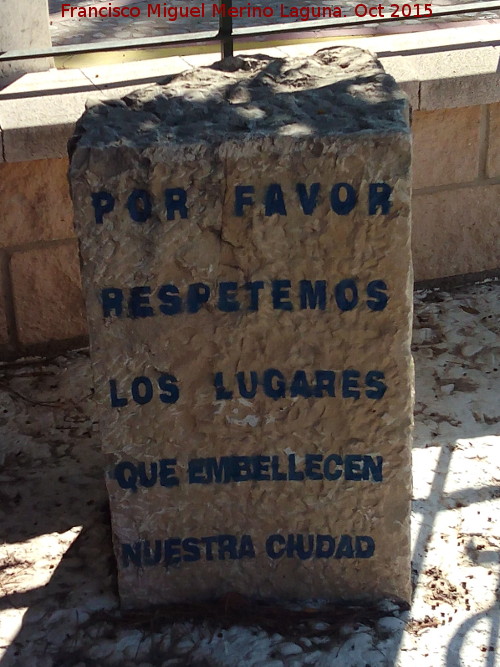 Francisco Miguel Merino Laguna. Oct 2015
POR FAVOR
RESPETEMOS
LOS LUGARES
QUE EMBELLECEN
NUESTRA CIUDAD